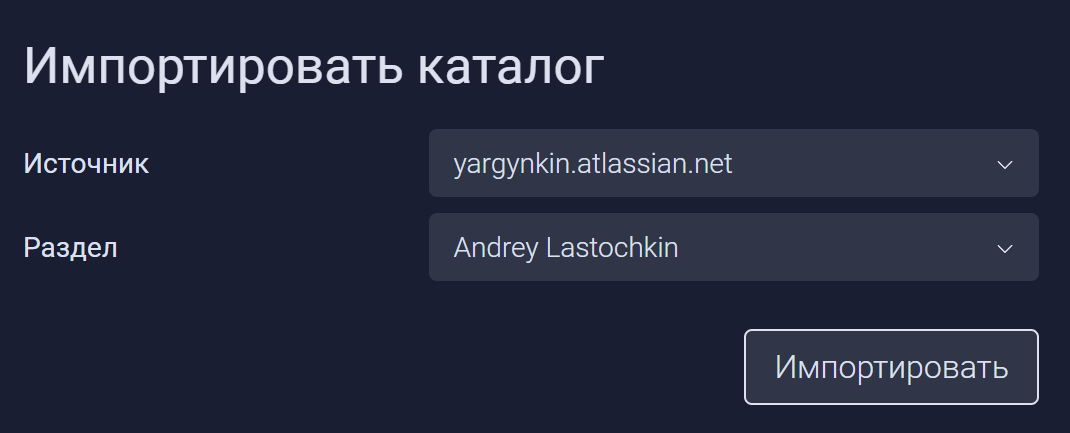 Импортировать каталог
Источник
yargynkin.atlassian.net
Раздел
Andrey Lastochkin
Импортировать